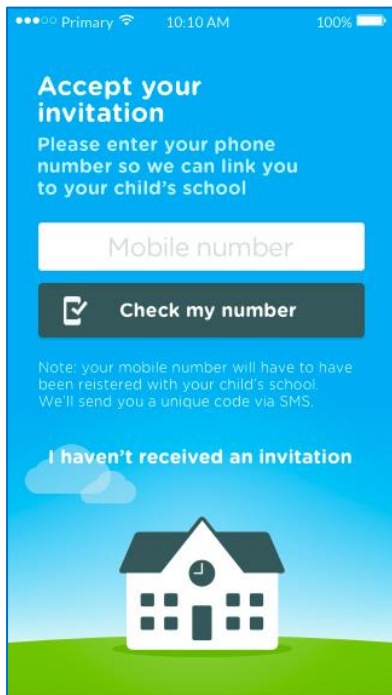 ●●●○○ Primary 10:10 AM 100%
Accept your
invitation
Please enter your phone
number so we can link you
to your child's school
Mobile number
Check my number
Note: your mobile number will have to have
been reistered with your child's school.
We'll send you a unique code via SMS.
I haven't received an invitation